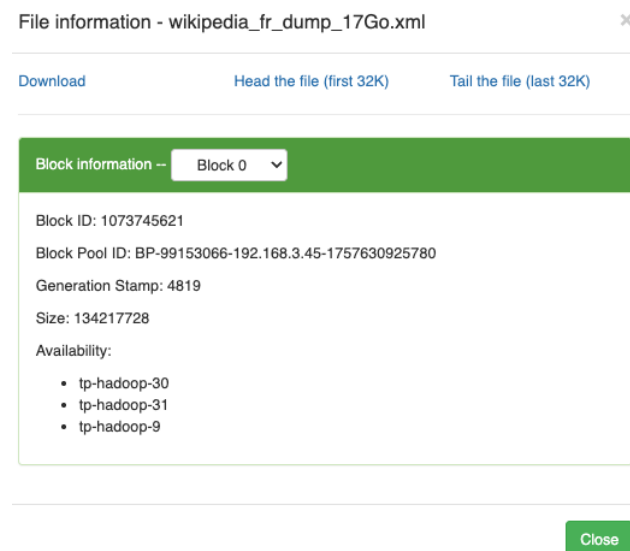 File information - wikipedia_fr_dump_17Go.xml ×
Download Head the file (first 32K) Tail the file (last 32K)
Block information -- Block 0
Block ID: 1073745621
Block Pool ID: BP-99153066-192.168.3.45-1757630925780
Generation Stamp: 4819
Size: 134217728
Availability:
• tp-hadoop-30
• tp-hadoop-31
• tp-hadoop-9
Close